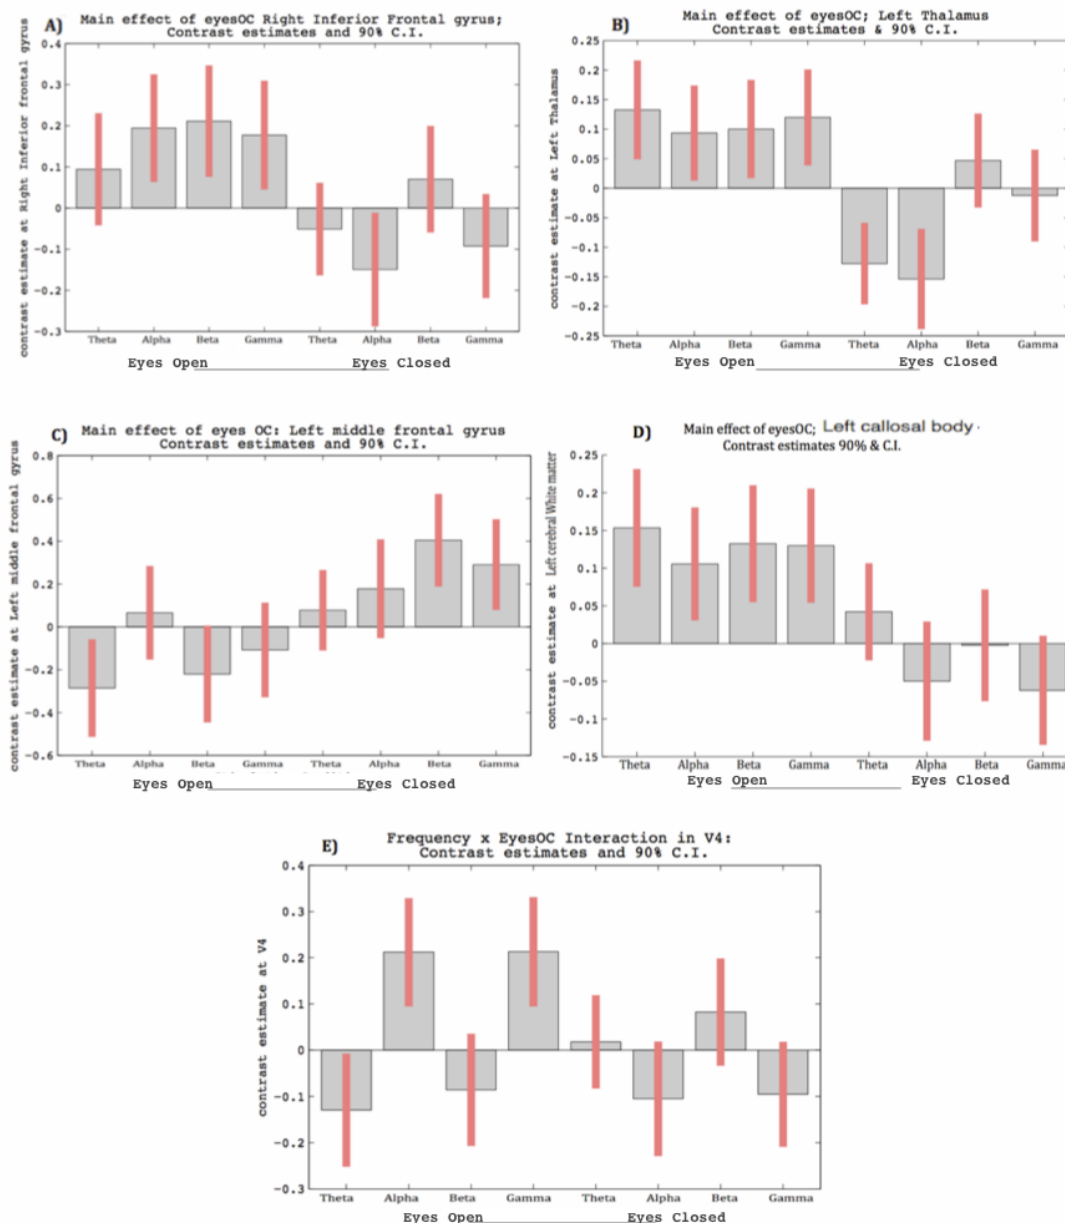 A) Main effect of eyesOC Right Inferior Frontal gyrus;
Contrast estimates and 90% C.I.
contrast estimate at Right Inferior frontal gyrus
0.4
0.3
0.2
0.1
0
-0.1
-0.2
-0.3
Theta Alpha Beta Gamma Theta Alpha Beta Gamma
Eyes Open Eyes Closed
B) Main effect of eyesOC; Left Thalamus
Contrast estimates & 90% C.I.
contrast estimate at Left Thalamus
0.25
0.2
0.15
0.1
0.05
0
-0.05
-0.1
-0.15
-0.2
-0.25
Theta Alpha Beta Gamma Theta Alpha Beta Gamma
Eyes Open Eyes Closed
C) Main effect of eyes OC: Left middle frontal gyrus
Contrast estimates and 90% C.I.
contrast estimate at Left middle frontal gyrus
0.8
0.6
0.4
0.2
0
-0.2
-0.4
-0.6
Theta Alpha Beta Gamma Theta Alpha Beta Gamma
Eyes Open Eyes Closed
D) Main effect of eyesOC; Left callosal body.
Contrast estimates 90% & C.I.
contrast estimate at Left cerebral White matter
0.25
0.2
0.15
0.1
0.05
0
-0.05
-0.1
-0.15
Theta Alpha Beta Gamma Theta Alpha Beta Gamma
Eyes Open Eyes Closed
E) Frequency x EyesOC Interaction in V4:
Contrast estimates and 90% C.I.
contrast estimate at V4
0.4
0.3
0.2
0.1
0
-0.1
-0.2
-0.3
Theta Alpha Beta Gamma Theta Alpha Beta Gamma
Eyes Open Eyes Closed